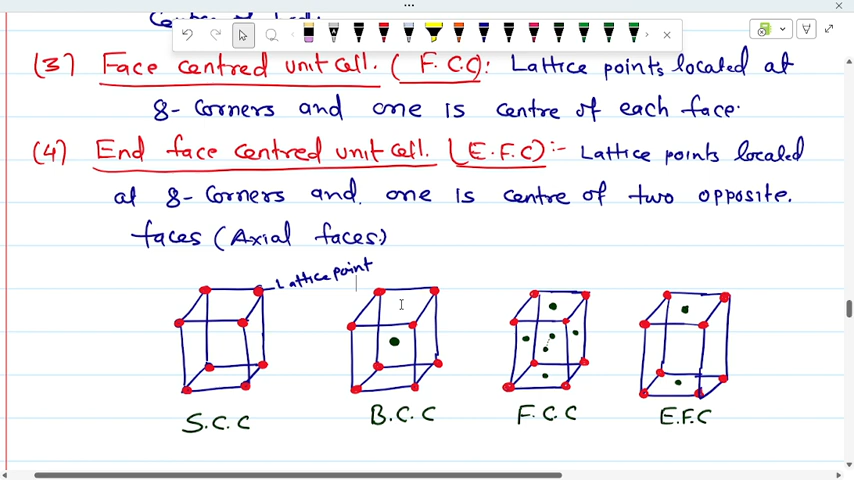 (3) Face centred unit cell. (F.C.C): Lattice points located at
8- Corners and one is centre of each face.
(4) End face centred unit cell. (E.F.C):- Lattice points located
at 8- Corners and one is centre of two opposite.
faces (Axial faces)
Lattice point
S.C.C B.C.C F.C.C E.F.C